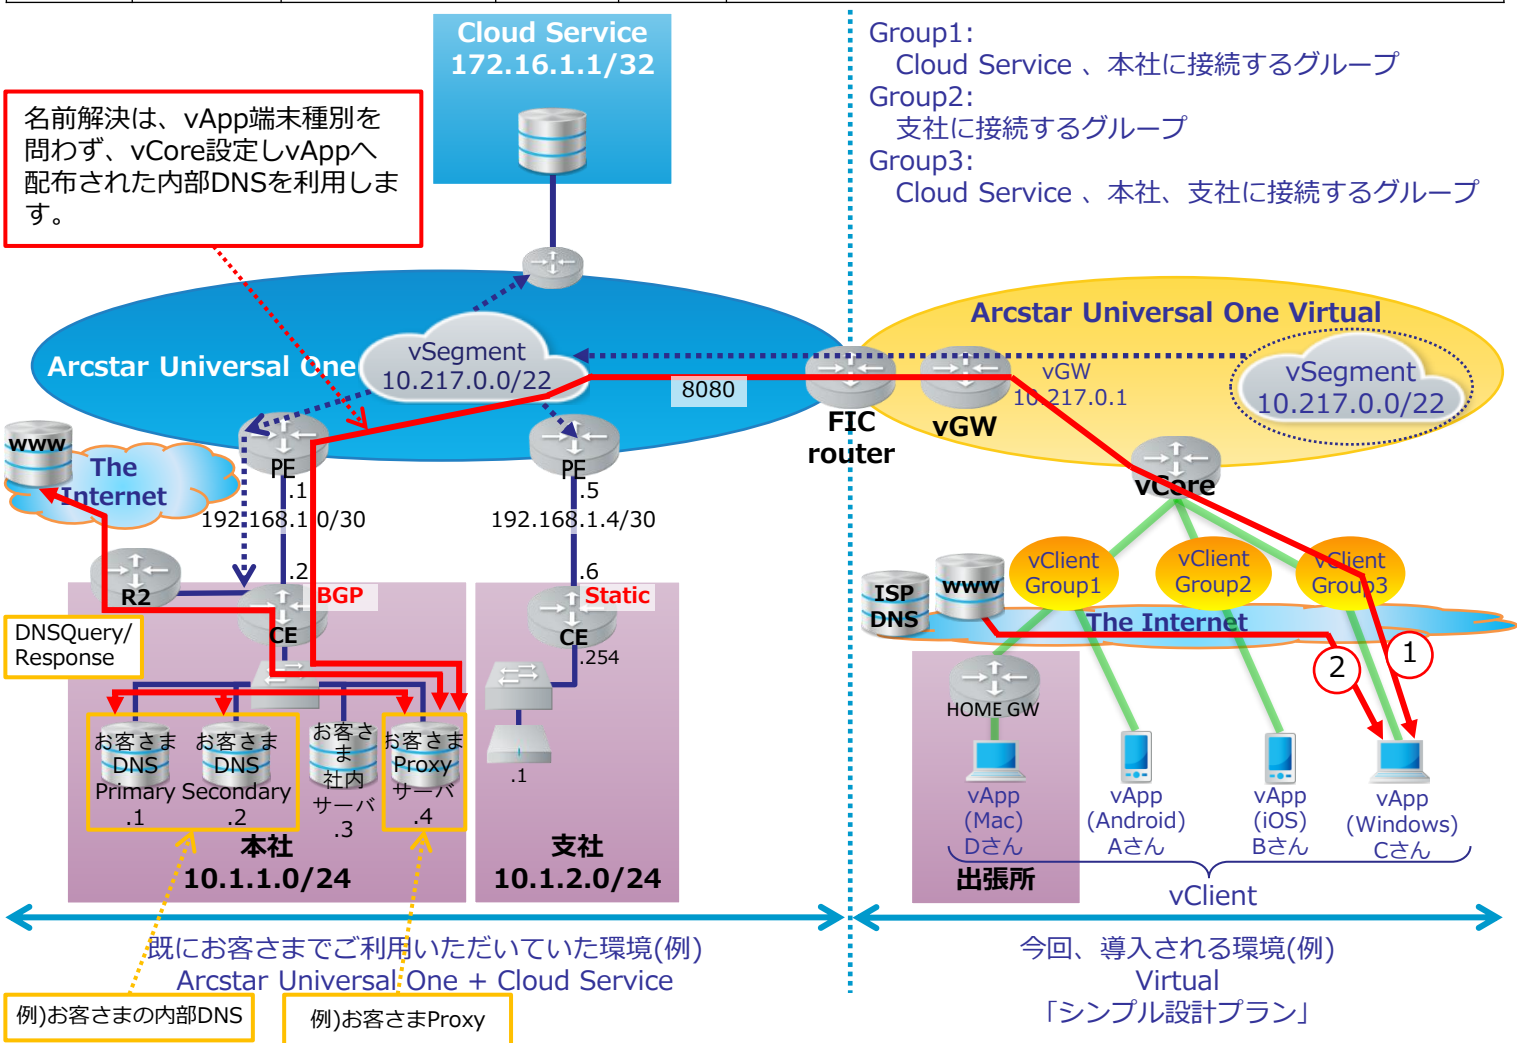 Cloud Service
172.16.1.1/32
Group1:
Cloud Service 、本社に接続するグループ
Group2:
支社に接続するグループ
Group3:
Cloud Service 、本社、支社に接続するグループ
名前解決は、vApp端末種別を
問わず、vCore設定しvAppへ
配布された内部DNSを利用しま
す。
Arcstar Universal One
vSegment
10.217.0.0/22
8080
FIC
router
Arcstar Universal One Virtual
vGW
vGW
10.217.0.1
vSegment
10.217.0.0/22
vCore
www
The
Internet
PE
.1
192.168.1.0/30
.2
BGP
R2
CE
PE
.5
192.168.1.4/30
.6
Static
CE
.254
.1
DNSQuery/
Response
お客さま
DNS
Primary
.1
お客さま
DNS
Secondary
.2
お客さ
ま
社内
サーバ
.3
お客さま
Proxy
サーバ
.4
本社
10.1.1.0/24
支社
10.1.2.0/24
vClient
Group1
vClient
Group2
vClient
Group3
ISP
DNS
www
The Internet
2
1
HOME GW
vApp
(Mac)
Dさん
vApp
(Android)
Aさん
vApp
(iOS)
Bさん
vApp
(Windows)
Cさん
出張所
vClient
既にお客さまでご利用いただいていた環境(例)
Arcstar Universal One + Cloud Service
今回、導入される環境(例)
Virtual
「シンプル設計プラン」
例)お客さまの内部DNS
例)お客さまProxy